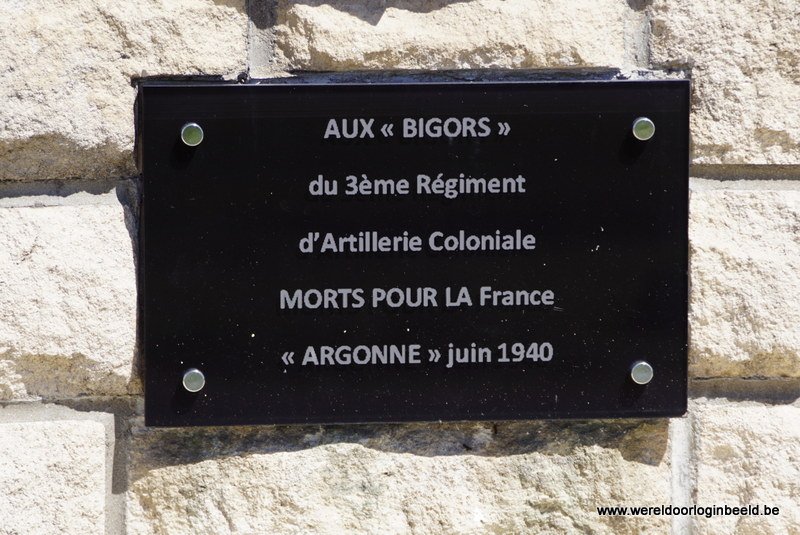 AUX « BIGORS »
du 3ème Régiment
d’Artillerie Coloniale
MORTS POUR LA France
« ARGONNE » juin 1940
www.wereldoorloginbeeld.be